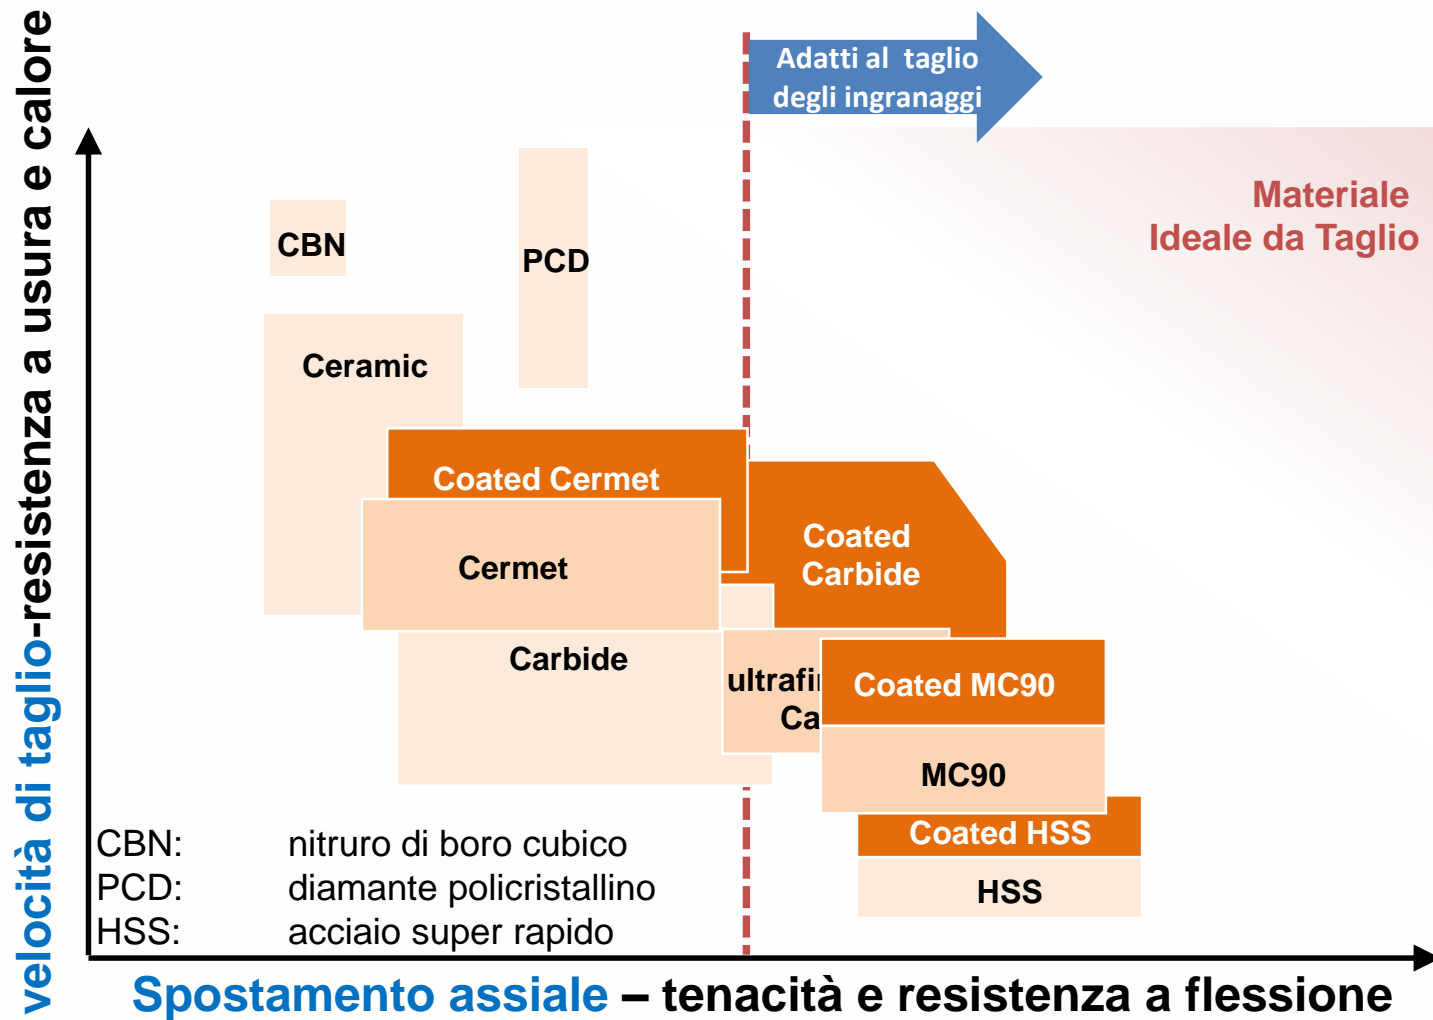 velocità di taglio-resistenza a usura e calore
Adatti al taglio
degli ingranaggi
Materiale
Ideale da Taglio
CBN
PCD
Ceramic
Coated Cermet
Coated
Carbide
Cermet
Carbide
Coated MC90
MC90
Coated HSS
HSS
CBN: nitruro di boro cubico
PCD: diamante policristallino
HSS: acciaio super rapido
Spostamento assiale – tenacità e resistenza a flessione